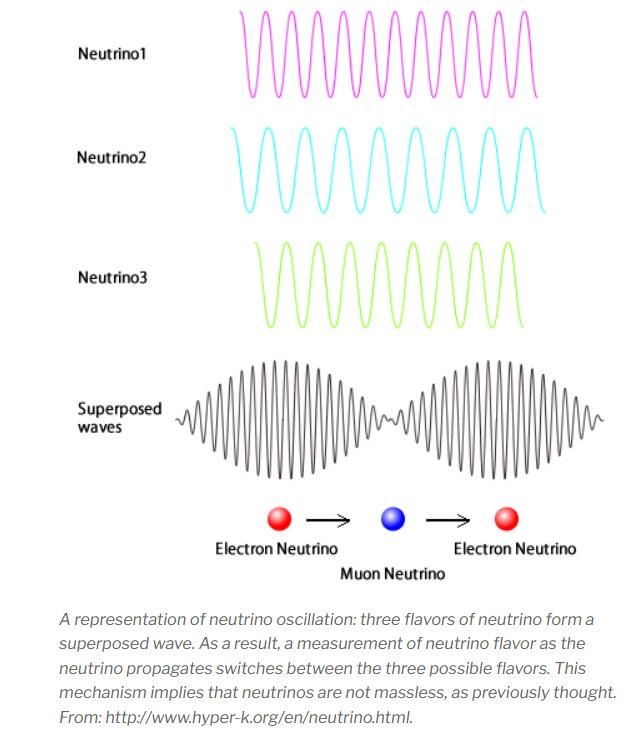 Neutrino1
Neutrino2
Neutrino3
Superposed
waves
Electron Neutrino
Electron Neutrino
Muon Neutrino
A representation of neutrino oscillation: three flavors of neutrino form a
superposed wave. As a result, a measurement of neutrino flavor as the
neutrino propagates switches between the three possible flavors. This
mechanism implies that neutrinos are not massless, as previously thought.
From: http://www.hyper-k.org/en/neutrino.html.